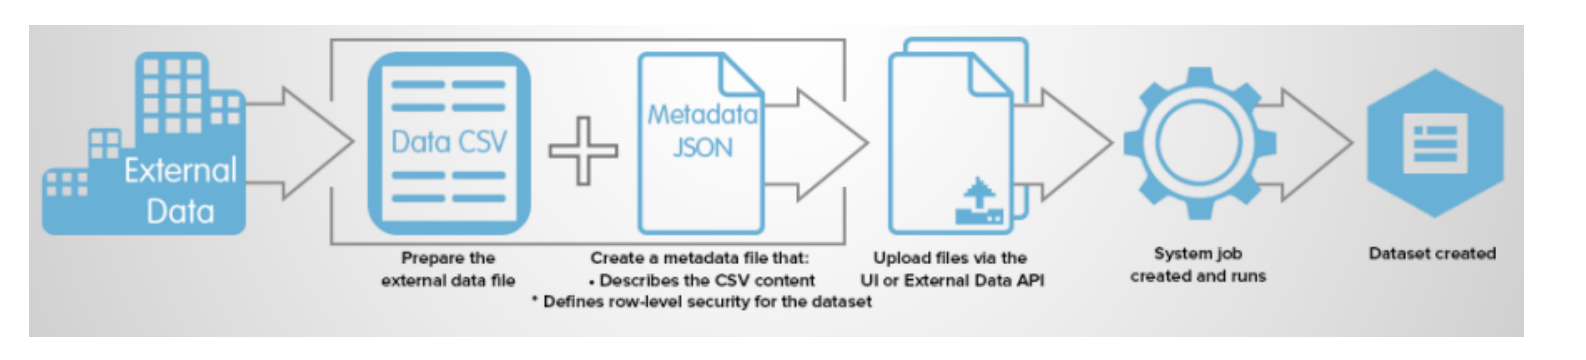 External
Data
Data CSV
Metadata
JSON
Prepare the
external data file
Create a metadata file that:
• Describes the CSV content
* Defines row-level security for the dataset
Upload files via the
UI or External Data API
System job
created and runs
Dataset created